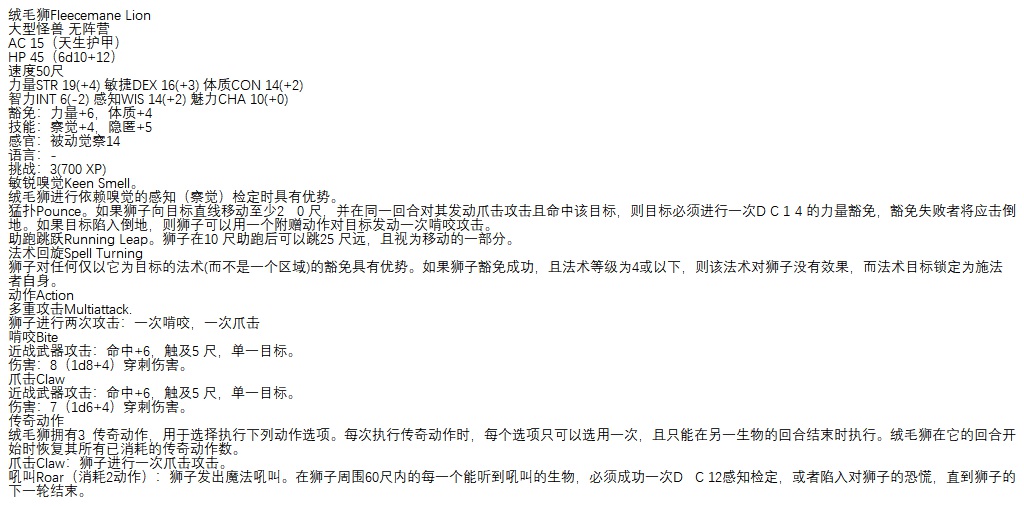 绒毛狮Fleecemane Lion
大型怪兽 无阵营
AC 15（天生护甲）
HP 45（6d10+12）
速度50尺
力量STR 19(+4) 敏捷DEX 16(+3) 体质CON 14(+2)
智力INT 6(-2) 感知WIS 14(+2) 魅力CHA 10(+0)
豁免：力量+6，体质+4
技能：察觉+4，隐匿+5
感官：被动觉察14
语言：-
挑战：3(700 XP)
敏锐嗅觉Keen Smell。
绒毛狮进行依赖嗅觉的感知（察觉）检定时具有优势。
猛扑Pounce。如果狮子向目标直线移动至少2 0 尺，并在同一回合对其发动爪击攻击且命中该目标，则目标必须进行一次D C 1 4 的力量豁免，豁免失败者将应击倒
地。如果目标陷入倒地，则狮子可以用一个附赠动作对目标发动一次啃咬攻击。
助跑跳跃Running Leap。狮子在10 尺助跑后可以跳25 尺远，且视为移动的一部分。
法术回旋Spell Turning
狮子对任何仅以它为目标的法术(而不是一个区域)的豁免具有优势。如果狮子豁免成功，且法术等级为4或以下，则该法术对狮子没有效果，而法术目标锁定为施法
者自身。
动作Action
多重攻击Multiattack.
狮子进行两次攻击：一次啃咬，一次爪击
啃咬Bite
近战武器攻击：命中+6，触及5 尺，单一目标。
伤害：8（1d8+4）穿刺伤害。
爪击Claw
近战武器攻击：命中+6，触及5 尺，单一目标。
伤害：7（1d6+4）穿刺伤害。
传奇动作
绒毛狮拥有3 传奇动作，用于选择执行下列动作选项。每次执行传奇动作时，每个选项只可以选用一次，且只能在另一生物的回合结束时执行。绒毛狮在它的回合开
始时恢复其所有已消耗的传奇动作数。
爪击Claw：狮子进行一次爪击攻击。
吼叫Roar（消耗2动作）：狮子发出魔法吼叫。在狮子周围60尺内的每一个能听到吼叫的生物，必须成功一次D C 12感知检定，或者陷入对狮子的恐慌，直到狮子的
下一轮结束。